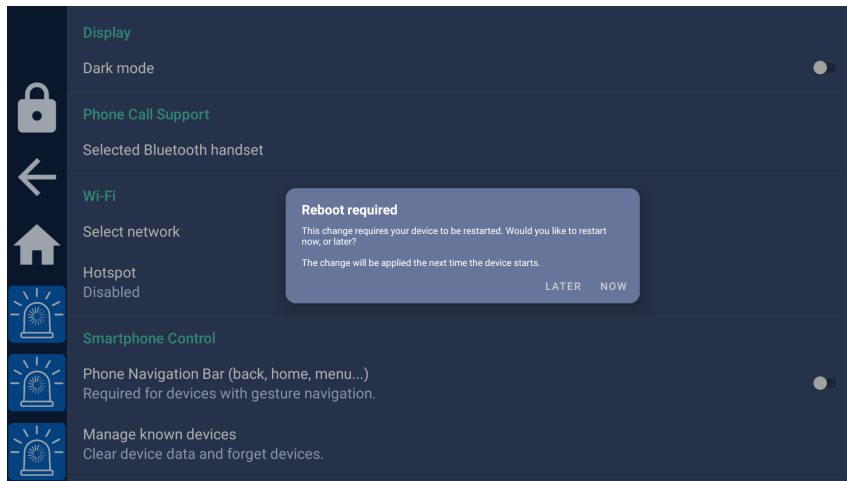 Display
Dark mode
Phone Call Support
Selected Bluetooth handset
Wi-Fi
Select network
Hotspot
Disabled
Reboot required
This change requires your device to be restarted. Would you like to restart
now, or later?
The change will be applied the next time the device starts.
LATER NOW
Smartphone Control
Phone Navigation Bar (back, home, menu...)
Required for devices with gesture navigation.
Manage known devices
Clear device data and forget devices.